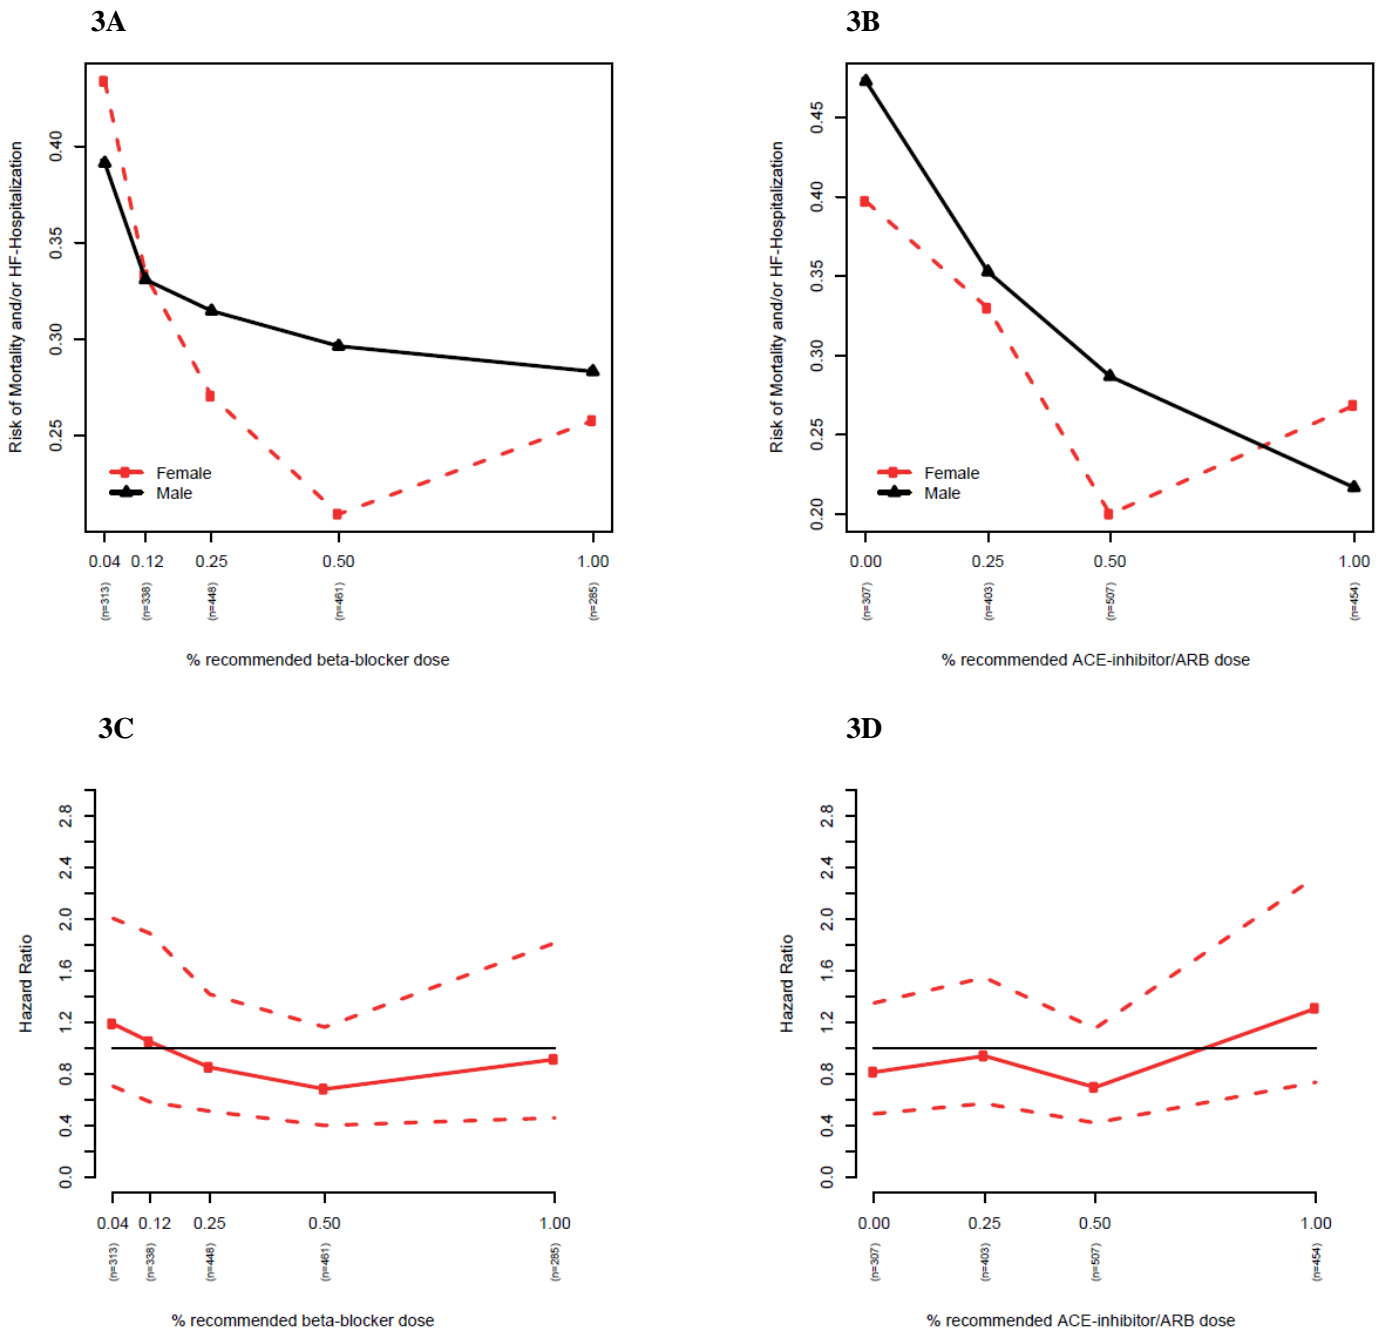 3A
Risk of Mortality and/or HF-Hospitalization
0.40
0.35
0.30
0.25
Female
Male
0.04 0.12 0.25 0.50 1.00
(n=313) (n=338) (n=448) (n=461) (n=285)
% recommended beta-blocker dose
3B
Risk of Mortality and/or HF-Hospitalization
0.45
0.40
0.35
0.30
0.25
0.20
Female
Male
0.00 0.25 0.50 1.00
(n=307) (n=403) (n=507) (n=454)
% recommended ACE-inhibitor/ARB dose
3C
Hazard Ratio
2.8
2.4
2.0
1.6
1.2
0.8
0.4
0.0
0.04 0.12 0.25 0.50 1.00
(n=313) (n=338) (n=448) (n=461) (n=285)
% recommended beta-blocker dose
3D
Hazard Ratio
2.8
2.4
2.0
1.6
1.2
0.8
0.4
0.0
0.00 0.25 0.50 1.00
(n=307) (n=403) (n=507) (n=454)
% recommended ACE-inhibitor/ARB dose